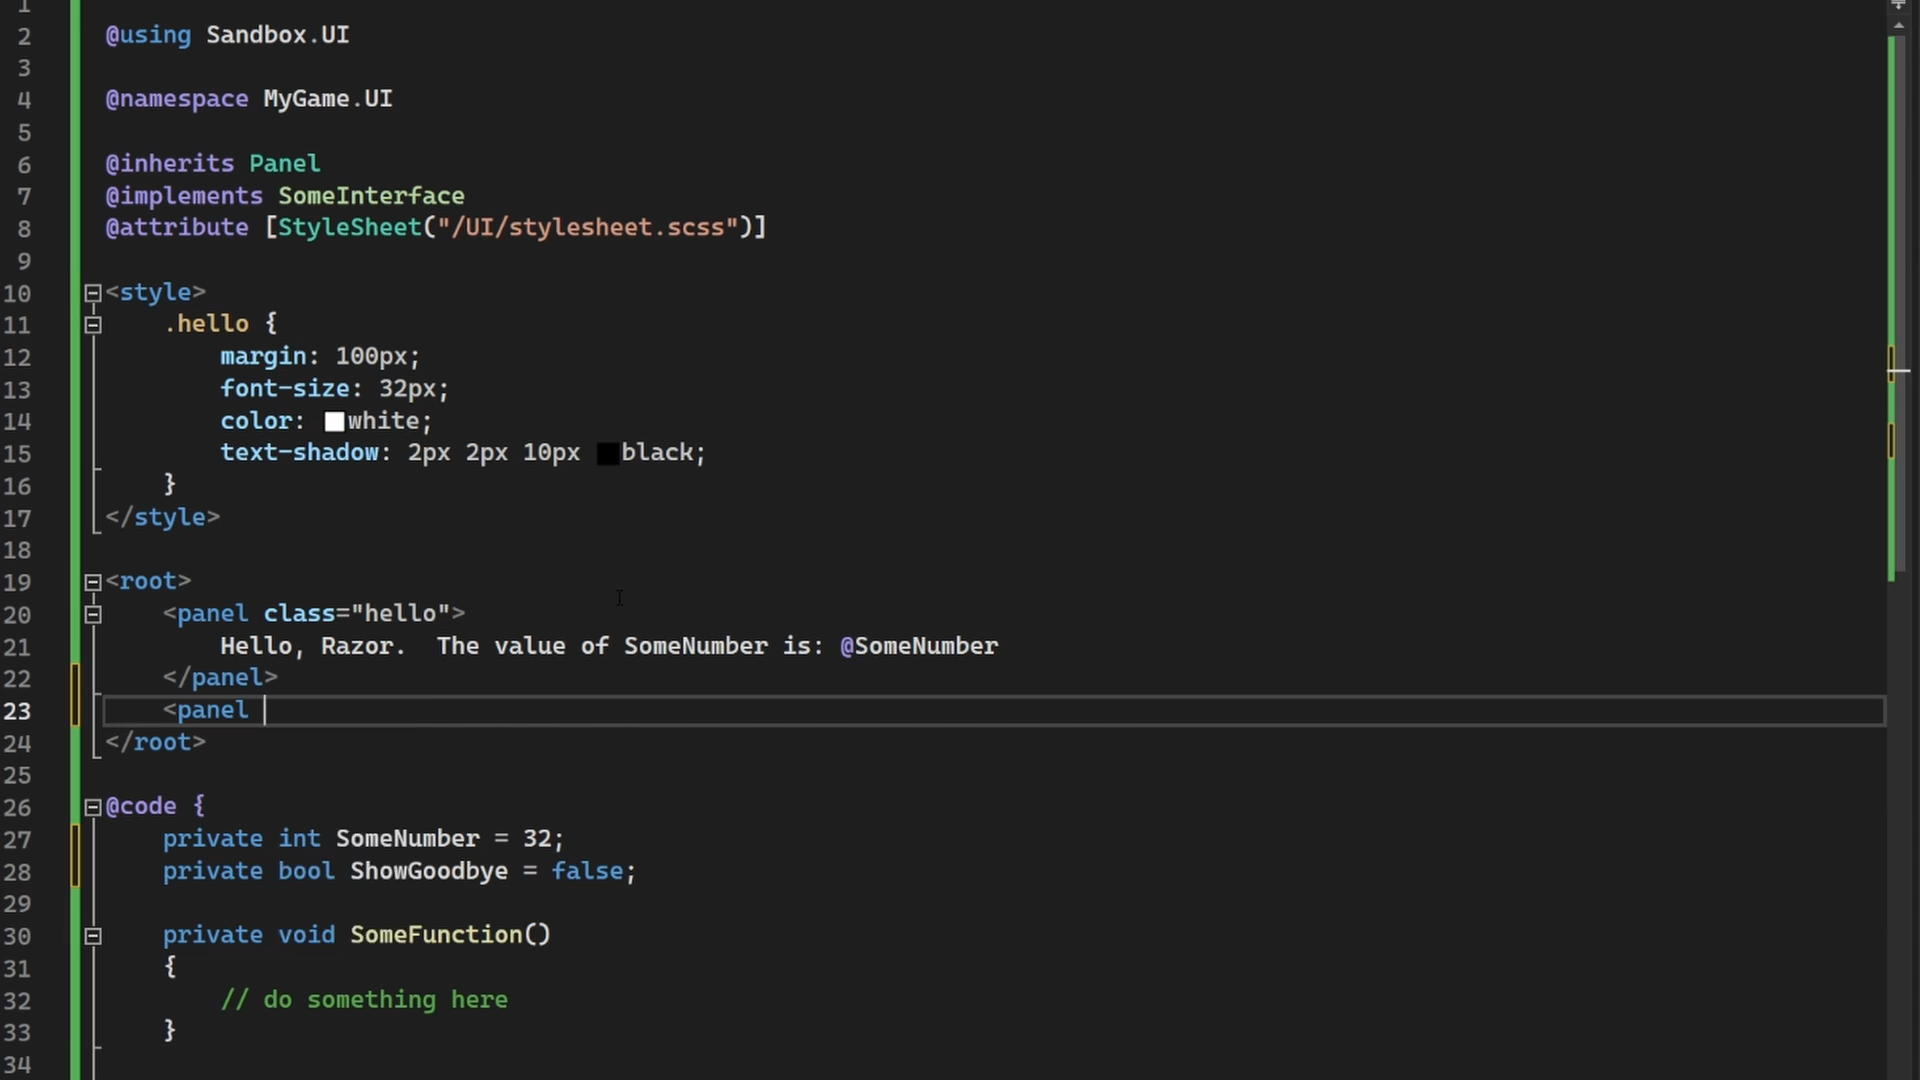 1
2 @using Sandbox.UI
3
4 @namespace MyGame.UI
5
6 @inherits Panel
7 @implements SomeInterface
8 @attribute [StyleSheet("/UI/stylesheet.scss")]
9
10 <style>
11     .hello {
12         margin: 100px;
13         font-size: 32px;
14         color: white;
15         text-shadow: 2px 2px 10px black;
16     }
17 </style>
18
19 <root>
20     <panel class="hello">
21         Hello, Razor.  The value of SomeNumber is: @SomeNumber
22     </panel>
23     <panel
24 </root>
25
26 @code {
27     private int SomeNumber = 32;
28     private bool ShowGoodbye = false;
29
30     private void SomeFunction()
31     {
32         // do something here
33     }
34